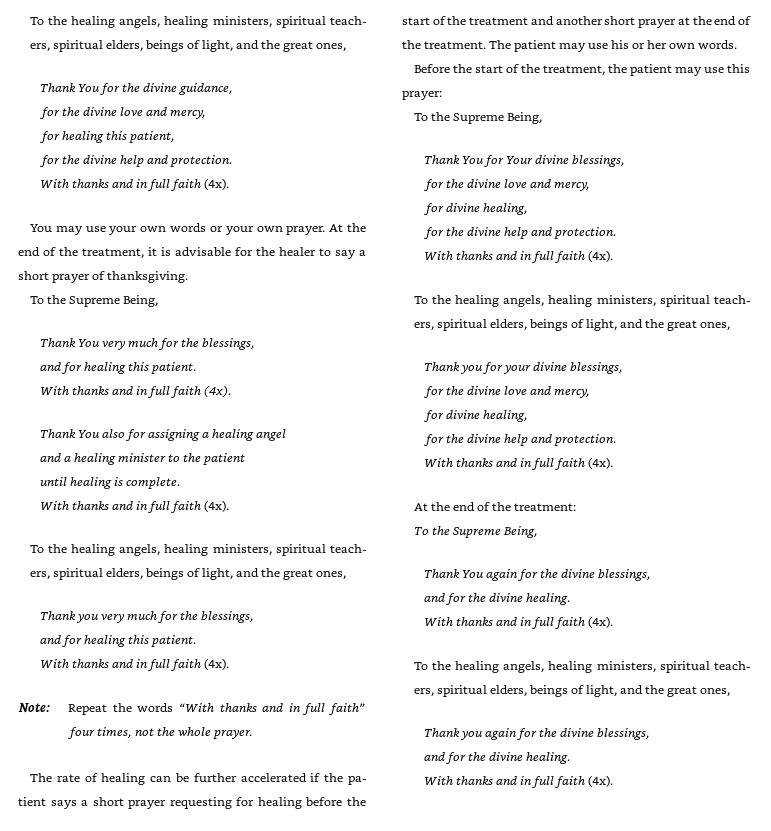 To the healing angels, healing ministers, spiritual teach-
ers, spiritual elders, beings of light, and the great ones,
Thank You for the divine guidance,
for the divine love and mercy,
for healing this patient,
for the divine help and protection.
With thanks and in full faith (4x).
You may use your own words or your own prayer. At the
end of the treatment, it is advisable for the healer to say a
short prayer of thanksgiving.
To the Supreme Being,
Thank You very much for the blessings,
and for healing this patient.
With thanks and in full faith (4x).
Thank You also for assigning a healing angel
and a healing minister to the patient
until healing is complete.
With thanks and in full faith (4x).
To the healing angels, healing ministers, spiritual teach-
ers, spiritual elders, beings of light, and the great ones,
Thank you very much for the blessings,
and for healing this patient.
With thanks and in full faith (4x).
Note: Repeat the words “With thanks and in full faith”
four times, not the whole prayer.
The rate of healing can be further accelerated if the pa-
tient says a short prayer requesting for healing before the
start of the treatment and another short prayer at the end of
the treatment. The patient may use his or her own words.
Before the start of the treatment, the patient may use this
prayer:
To the Supreme Being,
Thank You for Your divine blessings,
for the divine love and mercy,
for divine healing,
for the divine help and protection.
With thanks and in full faith (4x).
To the healing angels, healing ministers, spiritual teach-
ers, spiritual elders, beings of light, and the great ones,
Thank you for your divine blessings,
for the divine love and mercy,
for divine healing,
for the divine help and protection.
With thanks and in full faith (4x).
At the end of the treatment:
To the Supreme Being,
Thank You again for the divine blessings,
and for the divine healing.
With thanks and in full faith (4x).
To the healing angels, healing ministers, spiritual teach-
ers, spiritual elders, beings of light, and the great ones,
Thank you again for the divine blessings,
and for the divine healing.
With thanks and in full faith (4x).